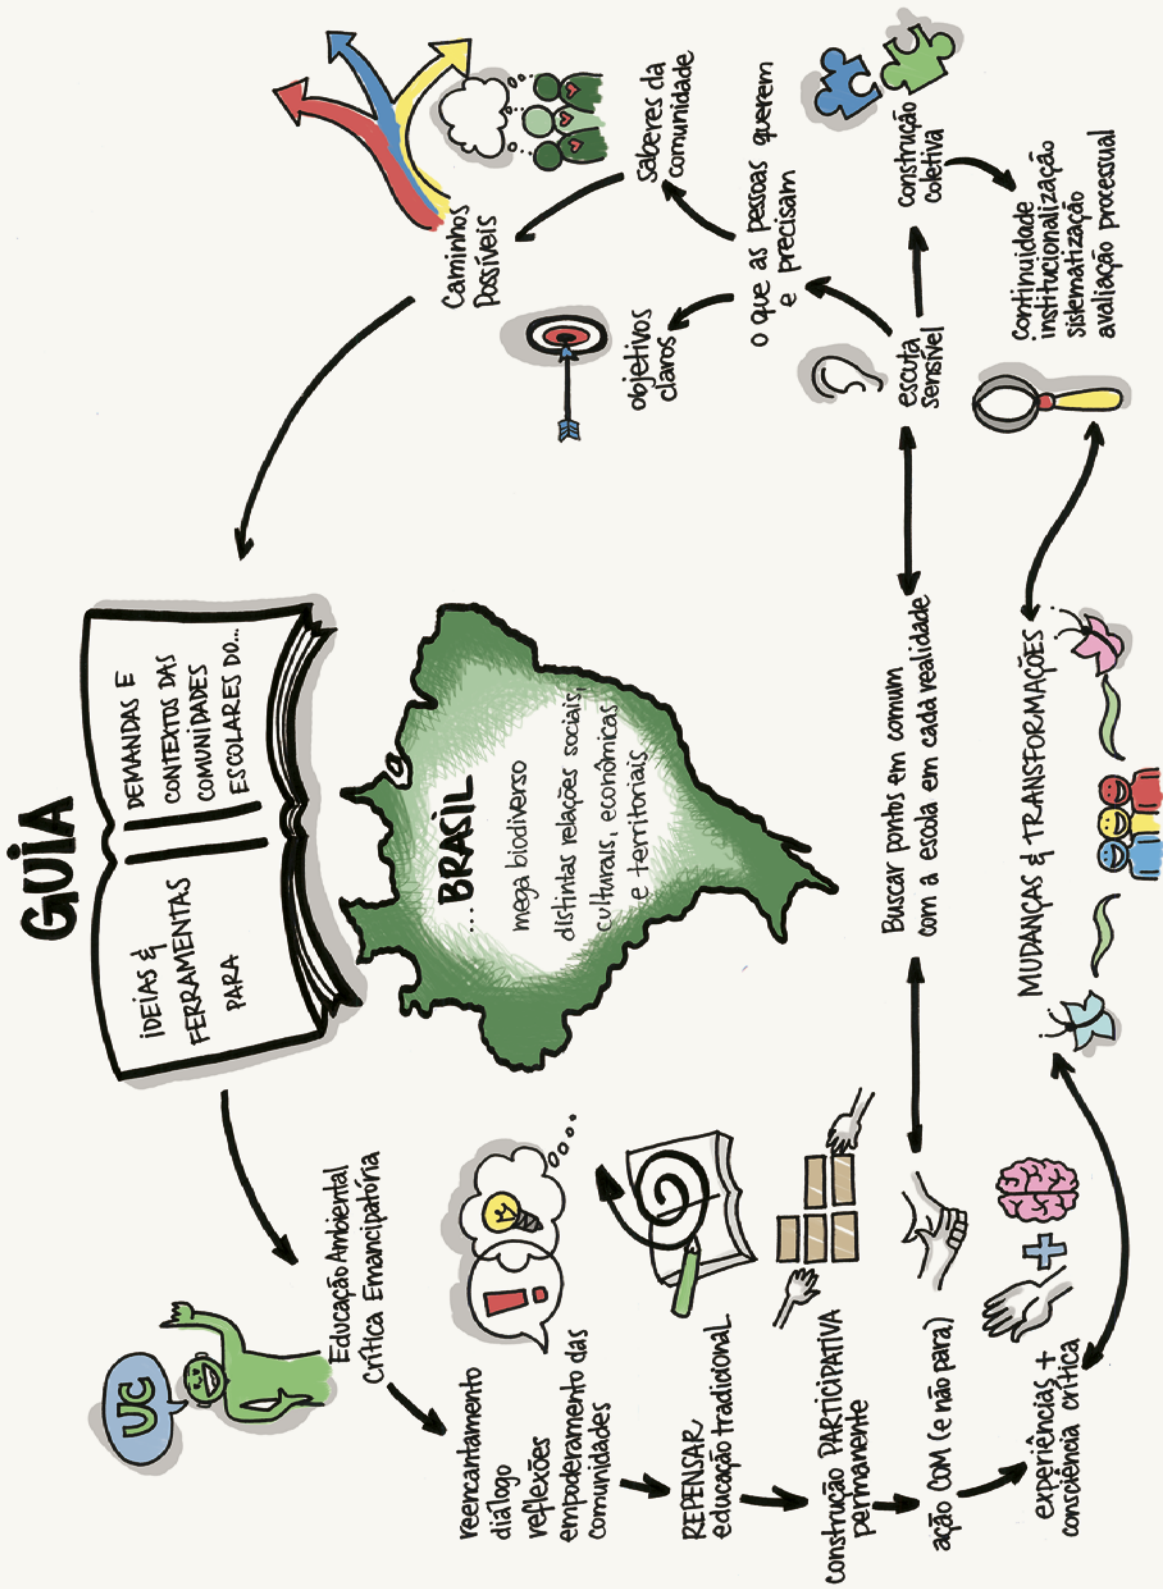 GUIA
IDEIAS &
FERRAMENTAS
PARA
DEMANDAS E
CONTEXTOS DAS
COMUNIDADES
ESCOLARES DO...
... BRASIL
mega biodiverso
distintas relações sociais,
culturais, econômicas
e territoriais
UC
Educação Ambiental
Crítica Emancipatória
reencantamento
diálogo
reflexões
empoderamento das
comunidades
!
REPENSAR
educação tradicional
construção PARTICIPATIVA
permanente
ação COM (e não para)
experiências +
consciência crítica
MUDANÇAS & TRANSFORMAÇÕES
Buscar pontos em comum
com a escola em cada realidade
escuta
sensível
o que as pessoas querem
e precisam
objetivos
claros
saberes da
comunidade
Caminhos
Possíveis
construção
coletiva
Continuidade
institucionalização
sistematização
avaliação processual